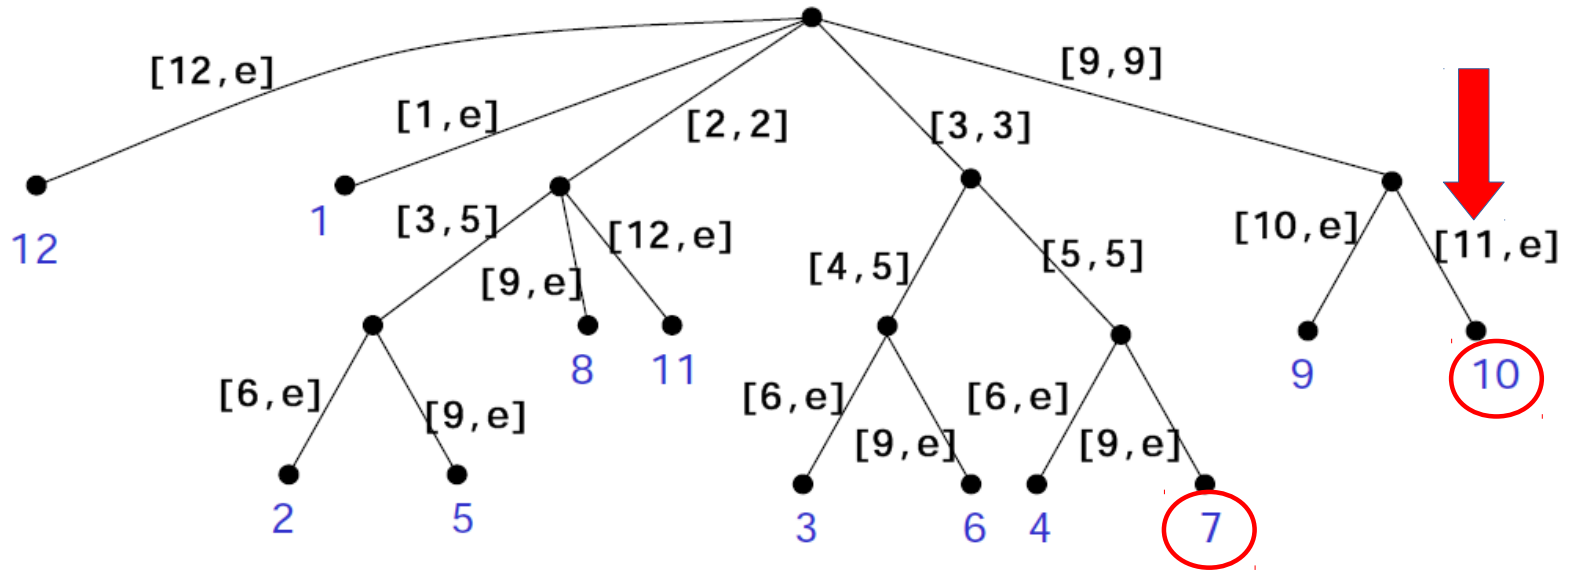 [12,e]
[1,e]
[2,2]
[3,3]
[9,9]
12
1
[3,5]
[9,e]
[12,e]
[4,5]
[5,5]
[10,e]
[11,e]
8
11
9
10
[6,e]
[9,e]
[6,e]
[9,e]
[6,e]
[9,e]
2
5
3
6
4
7